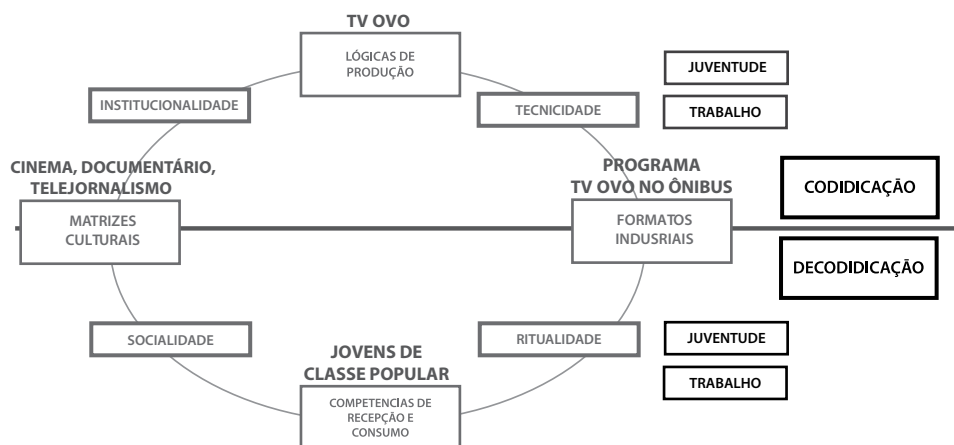 TV OVO
LÓGICAS DE
PRODUÇÃO
JUVENTUDE
INSTITUCIONALIDADE
TECNICIDADE
TRABALHO
CINEMA, DOCUMENTÁRIO,
TELEJORNALISMO
PROGRAMA
TV OVO NO ÔNIBUS
CODIDICAÇÃO
MATRIZES
CULTURAIS
FORMATOS
INDUSRIAIS
DECODIDICAÇÃO
SOCIALIDADE
RITUALIDADE
JUVENTUDE
JOVENS DE
CLASSE POPULAR
TRABALHO
COMPETENCIAS DE
RECEPÇÃO E
CONSUMO